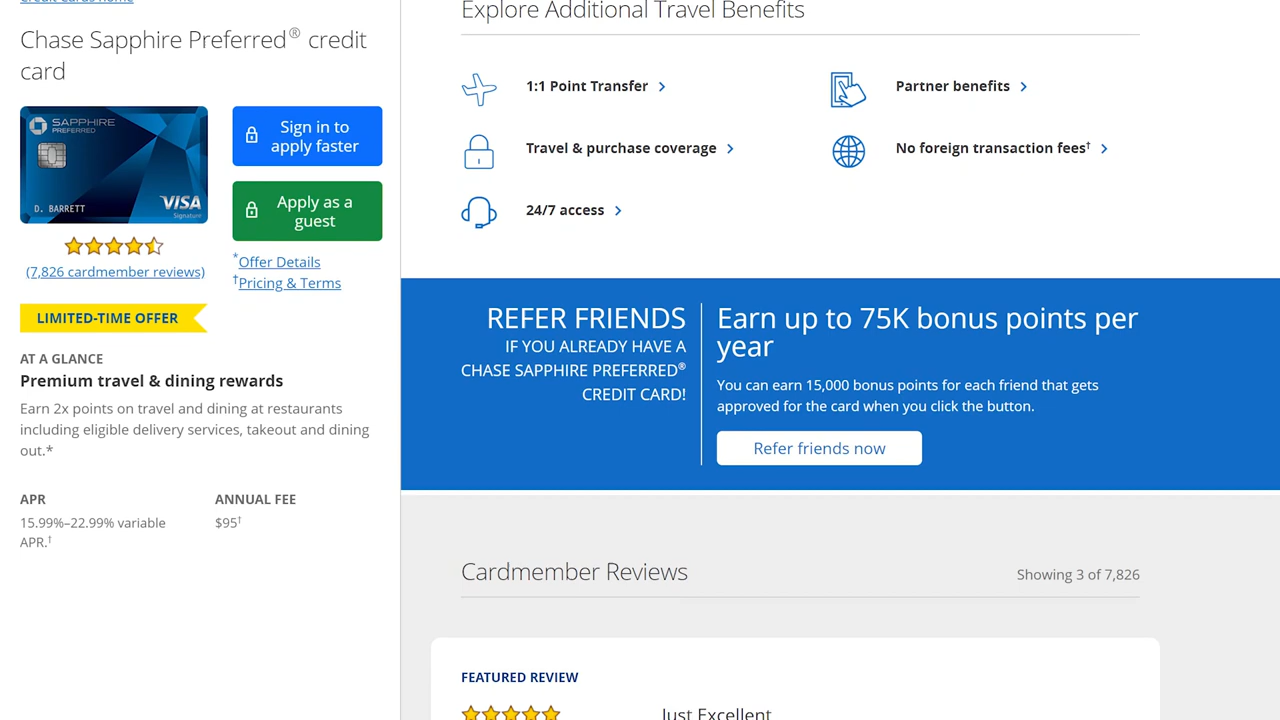 Credit Cards Home
Chase Sapphire Preferred® credit
card
SAPPHIRE
PREFERRED
D. BARRETT
VISA
Signature
Sign in to
apply faster
Apply as a
guest
(7,826 cardmember reviews)
*Offer Details
†Pricing & Terms
LIMITED-TIME OFFER
AT A GLANCE
Premium travel & dining rewards
Earn 2x points on travel and dining at restaurants
including eligible delivery services, takeout and dining
out.*
APR
15.99%–22.99% variable
APR.†
ANNUAL FEE
$95†
Explore Additional Travel Benefits
1:1 Point Transfer
Partner benefits
Travel & purchase coverage
No foreign transaction fees†
24/7 access
REFER FRIENDS
IF YOU ALREADY HAVE A
CHASE SAPPHIRE PREFERRED®
CREDIT CARD!
Earn up to 75K bonus points per
year
You can earn 15,000 bonus points for each friend that gets
approved for the card when you click the button.
Refer friends now
Cardmember Reviews
Showing 3 of 7,826
FEATURED REVIEW
Just Excellent